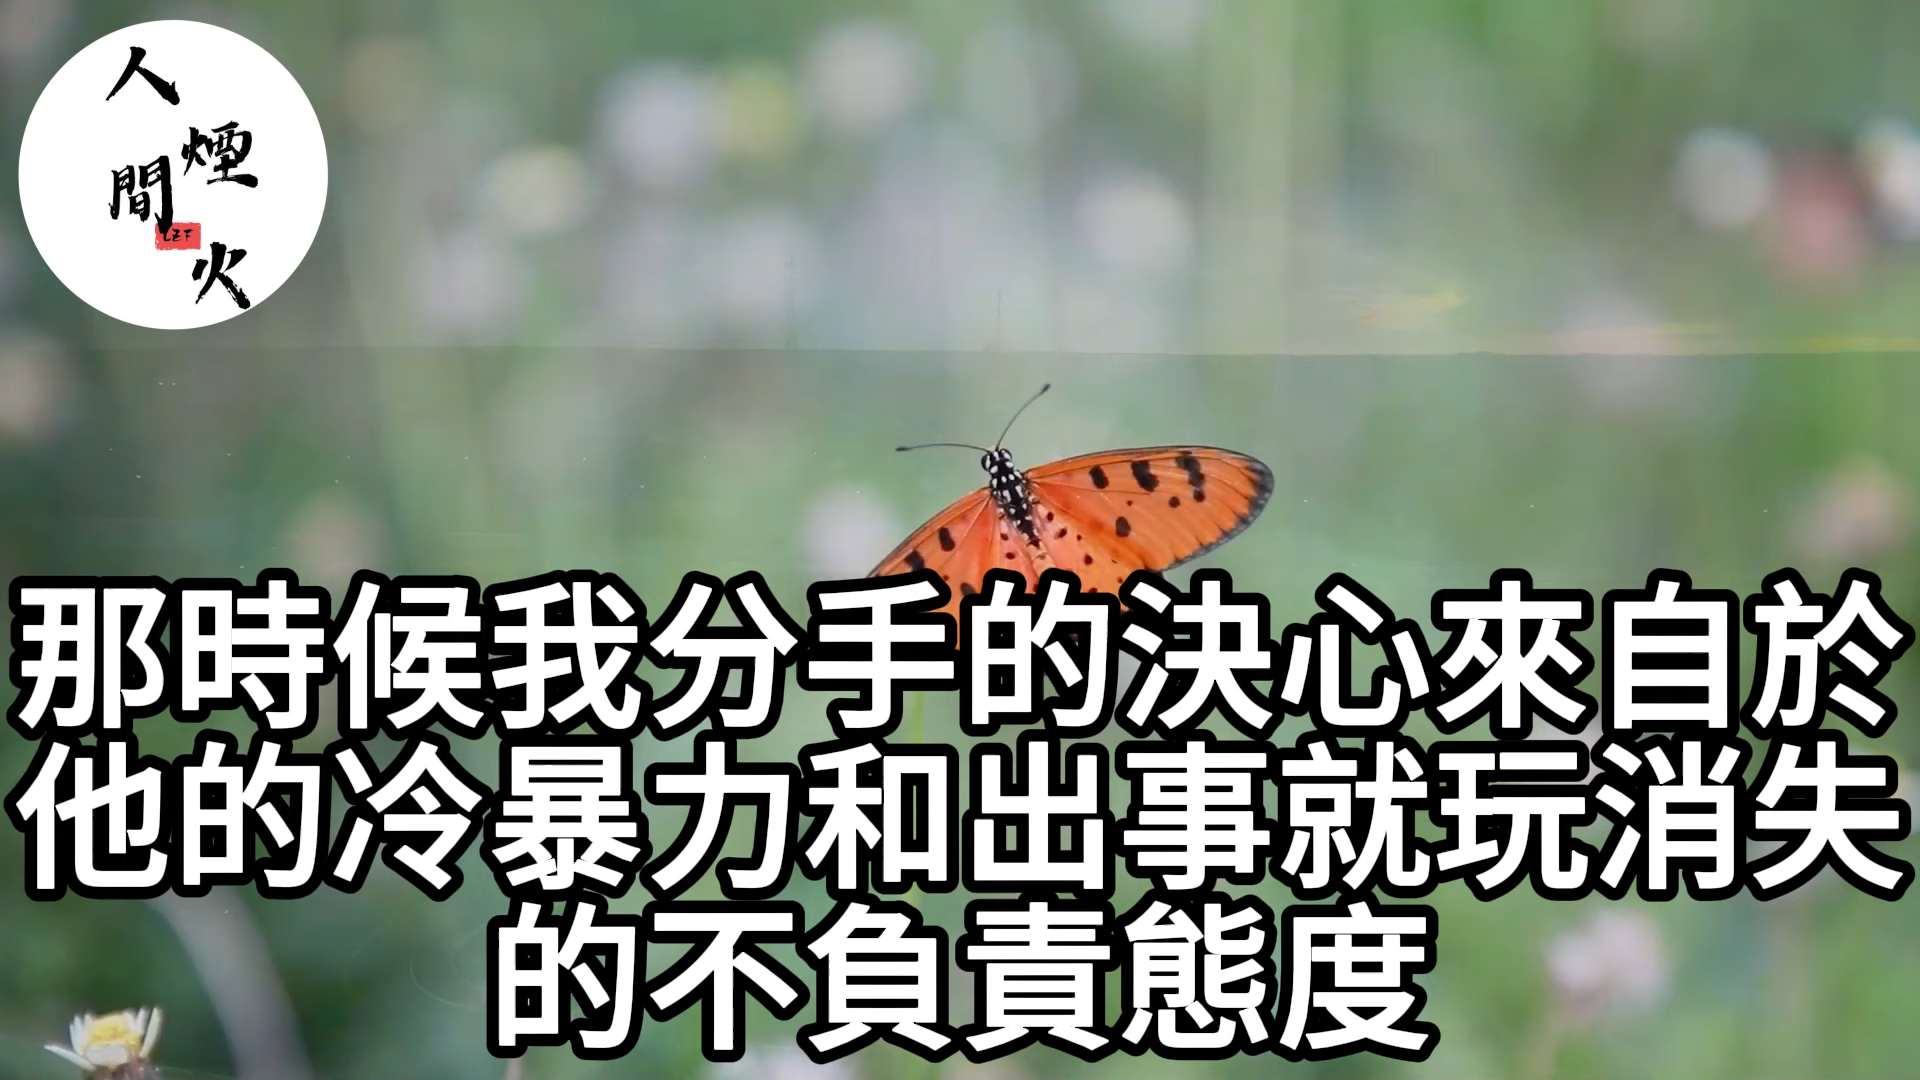 人間煙火
LZF
那時候我分手的決心來自於
他的冷暴力和出事就玩消失
的不負責態度